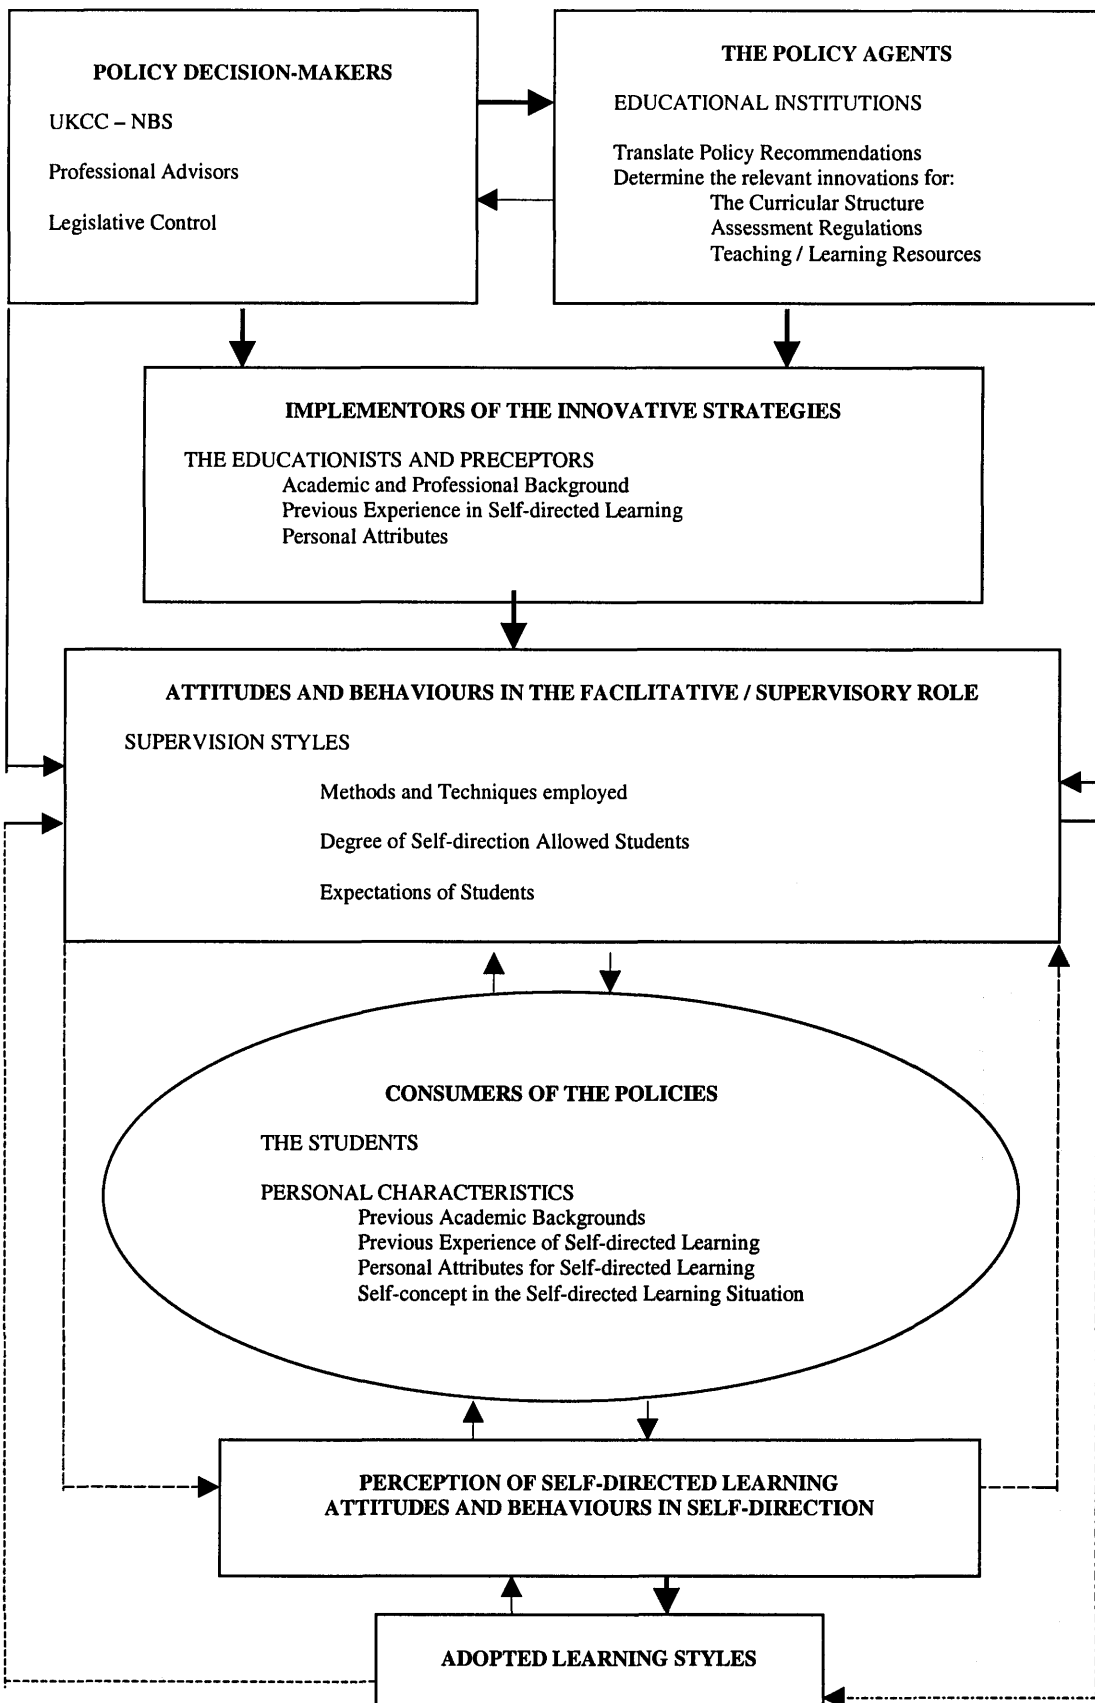 POLICY DECISION-MAKERS
UKCC – NBS
Professional Advisors
Legislative Control
THE POLICY AGENTS
EDUCATIONAL INSTITUTIONS
Translate Policy Recommendations
Determine the relevant innovations for:
The Curricular Structure
Assessment Regulations
Teaching / Learning Resources
IMPLEMENTORS OF THE INNOVATIVE STRATEGIES
THE EDUCATIONISTS AND PRECEPTORS
Academic and Professional Background
Previous Experience in Self-directed Learning
Personal Attributes
ATTITUDES AND BEHAVIOURS IN THE FACILITATIVE / SUPERVISORY ROLE
SUPERVISION STYLES
Methods and Techniques employed
Degree of Self-direction Allowed Students
Expectations of Students
CONSUMERS OF THE POLICIES
THE STUDENTS
PERSONAL CHARACTERISTICS
Previous Academic Backgrounds
Previous Experience of Self-directed Learning
Personal Attributes for Self-directed Learning
Self-concept in the Self-directed Learning Situation
PERCEPTION OF SELF-DIRECTED LEARNING
ATTITUDES AND BEHAVIOURS IN SELF-DIRECTION
ADOPTED LEARNING STYLES